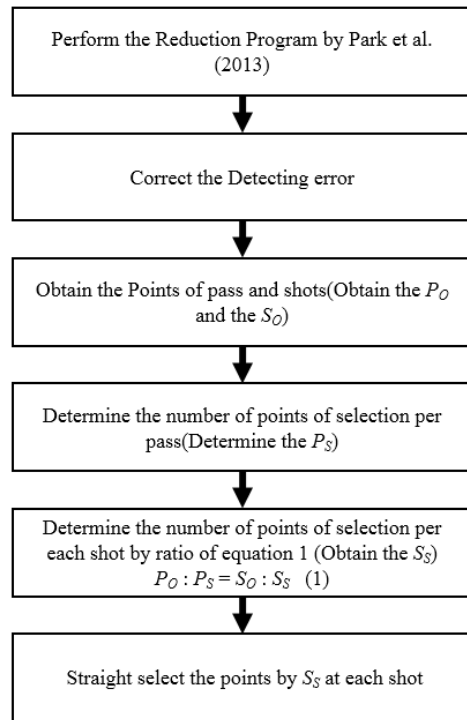 Perform the Reduction Program by Park et al.
(2013)
Correct the Detecting error
Obtain the Points of pass and shots(Obtain the P_O
and the S_O)
Determine the number of points of selection per
pass(Determine the P_S)
Determine the number of points of selection per
each shot by ratio of equation 1 (Obtain the S_S)
P_O : P_S = S_O : S_S (1)
Straight select the points by S_S at each shot